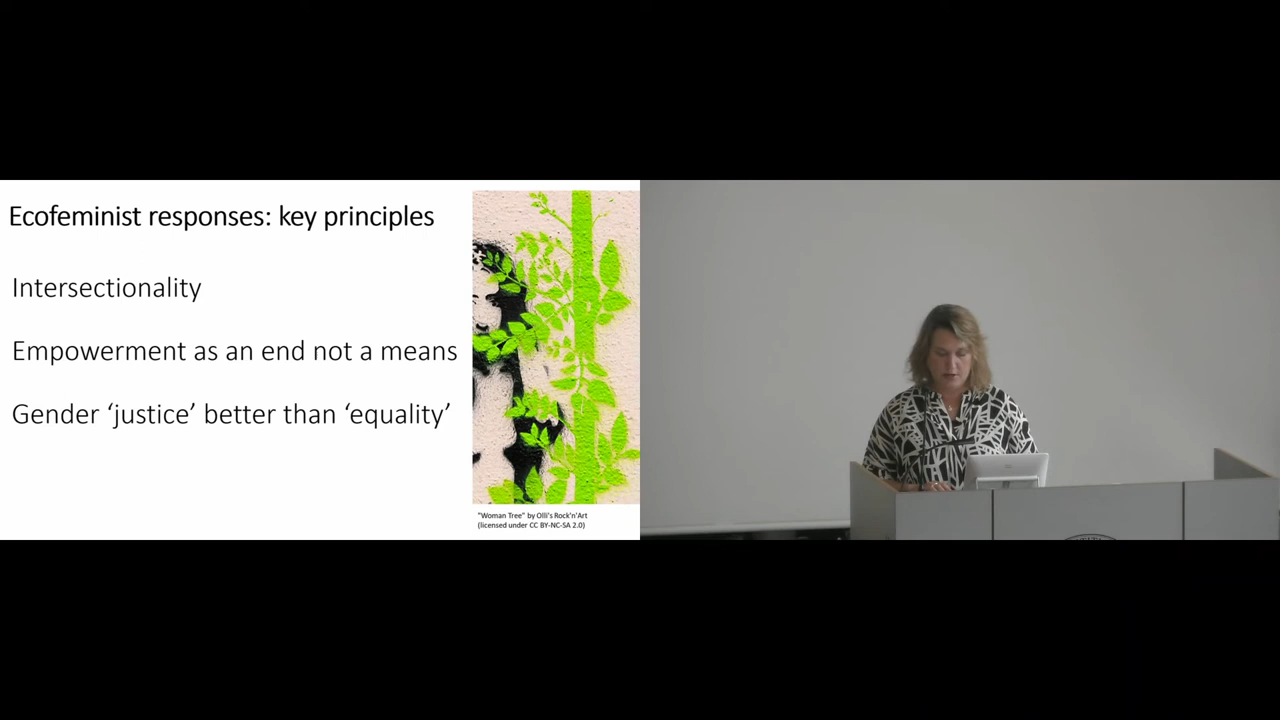 Ecofeminist responses: key principles
Intersectionality
Empowerment as an end not a means
Gender ‘justice’ better than ‘equality’
"Woman Tree" by Olli's Rock'n'Art
(licensed under CC BY-NC-SA 2.0)